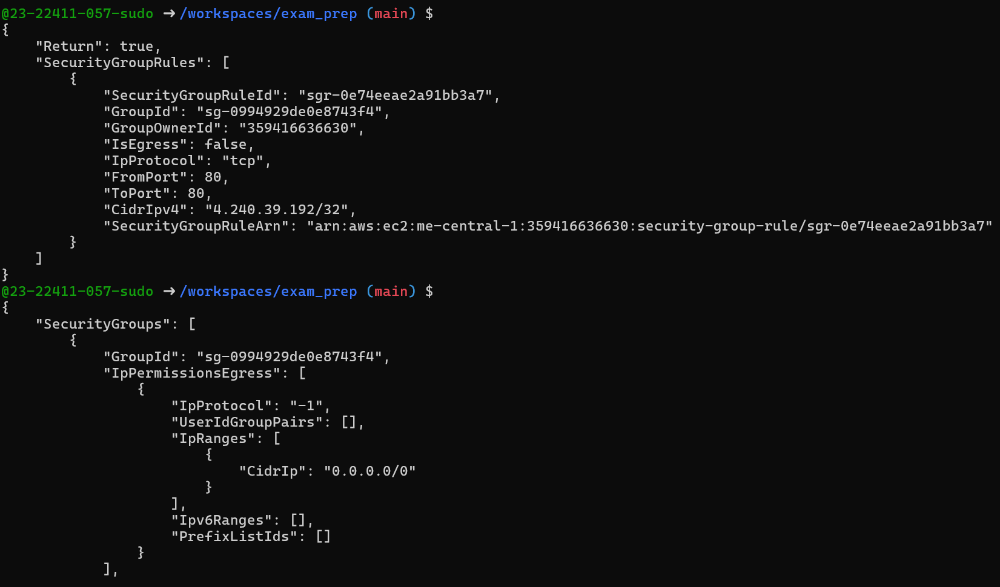 @23-22411-057-sudo ➜ /workspaces/exam_prep (main) $
{
    "Return": true,
    "SecurityGroupRules": [
        {
            "SecurityGroupRuleId": "sgr-0e74eeae2a91bb3a7",
            "GroupId": "sg-0994929de0e8743f4",
            "GroupOwnerId": "359416636630",
            "IsEgress": false,
            "IpProtocol": "tcp",
            "FromPort": 80,
            "ToPort": 80,
            "CidrIpv4": "4.240.39.192/32",
            "SecurityGroupRuleArn": "arn:aws:ec2:me-central-1:359416636630:security-group-rule/sgr-0e74eeae2a91bb3a7"
        }
    ]
}
@23-22411-057-sudo ➜ /workspaces/exam_prep (main) $
{
    "SecurityGroups": [
        {
            "GroupId": "sg-0994929de0e8743f4",
            "IpPermissionsEgress": [
                {
                    "IpProtocol": "-1",
                    "UserIdGroupPairs": [],
                    "IpRanges": [
                        {
                            "CidrIp": "0.0.0.0/0"
                        }
                    ],
                    "Ipv6Ranges": [],
                    "PrefixListIds": []
                }
            ],